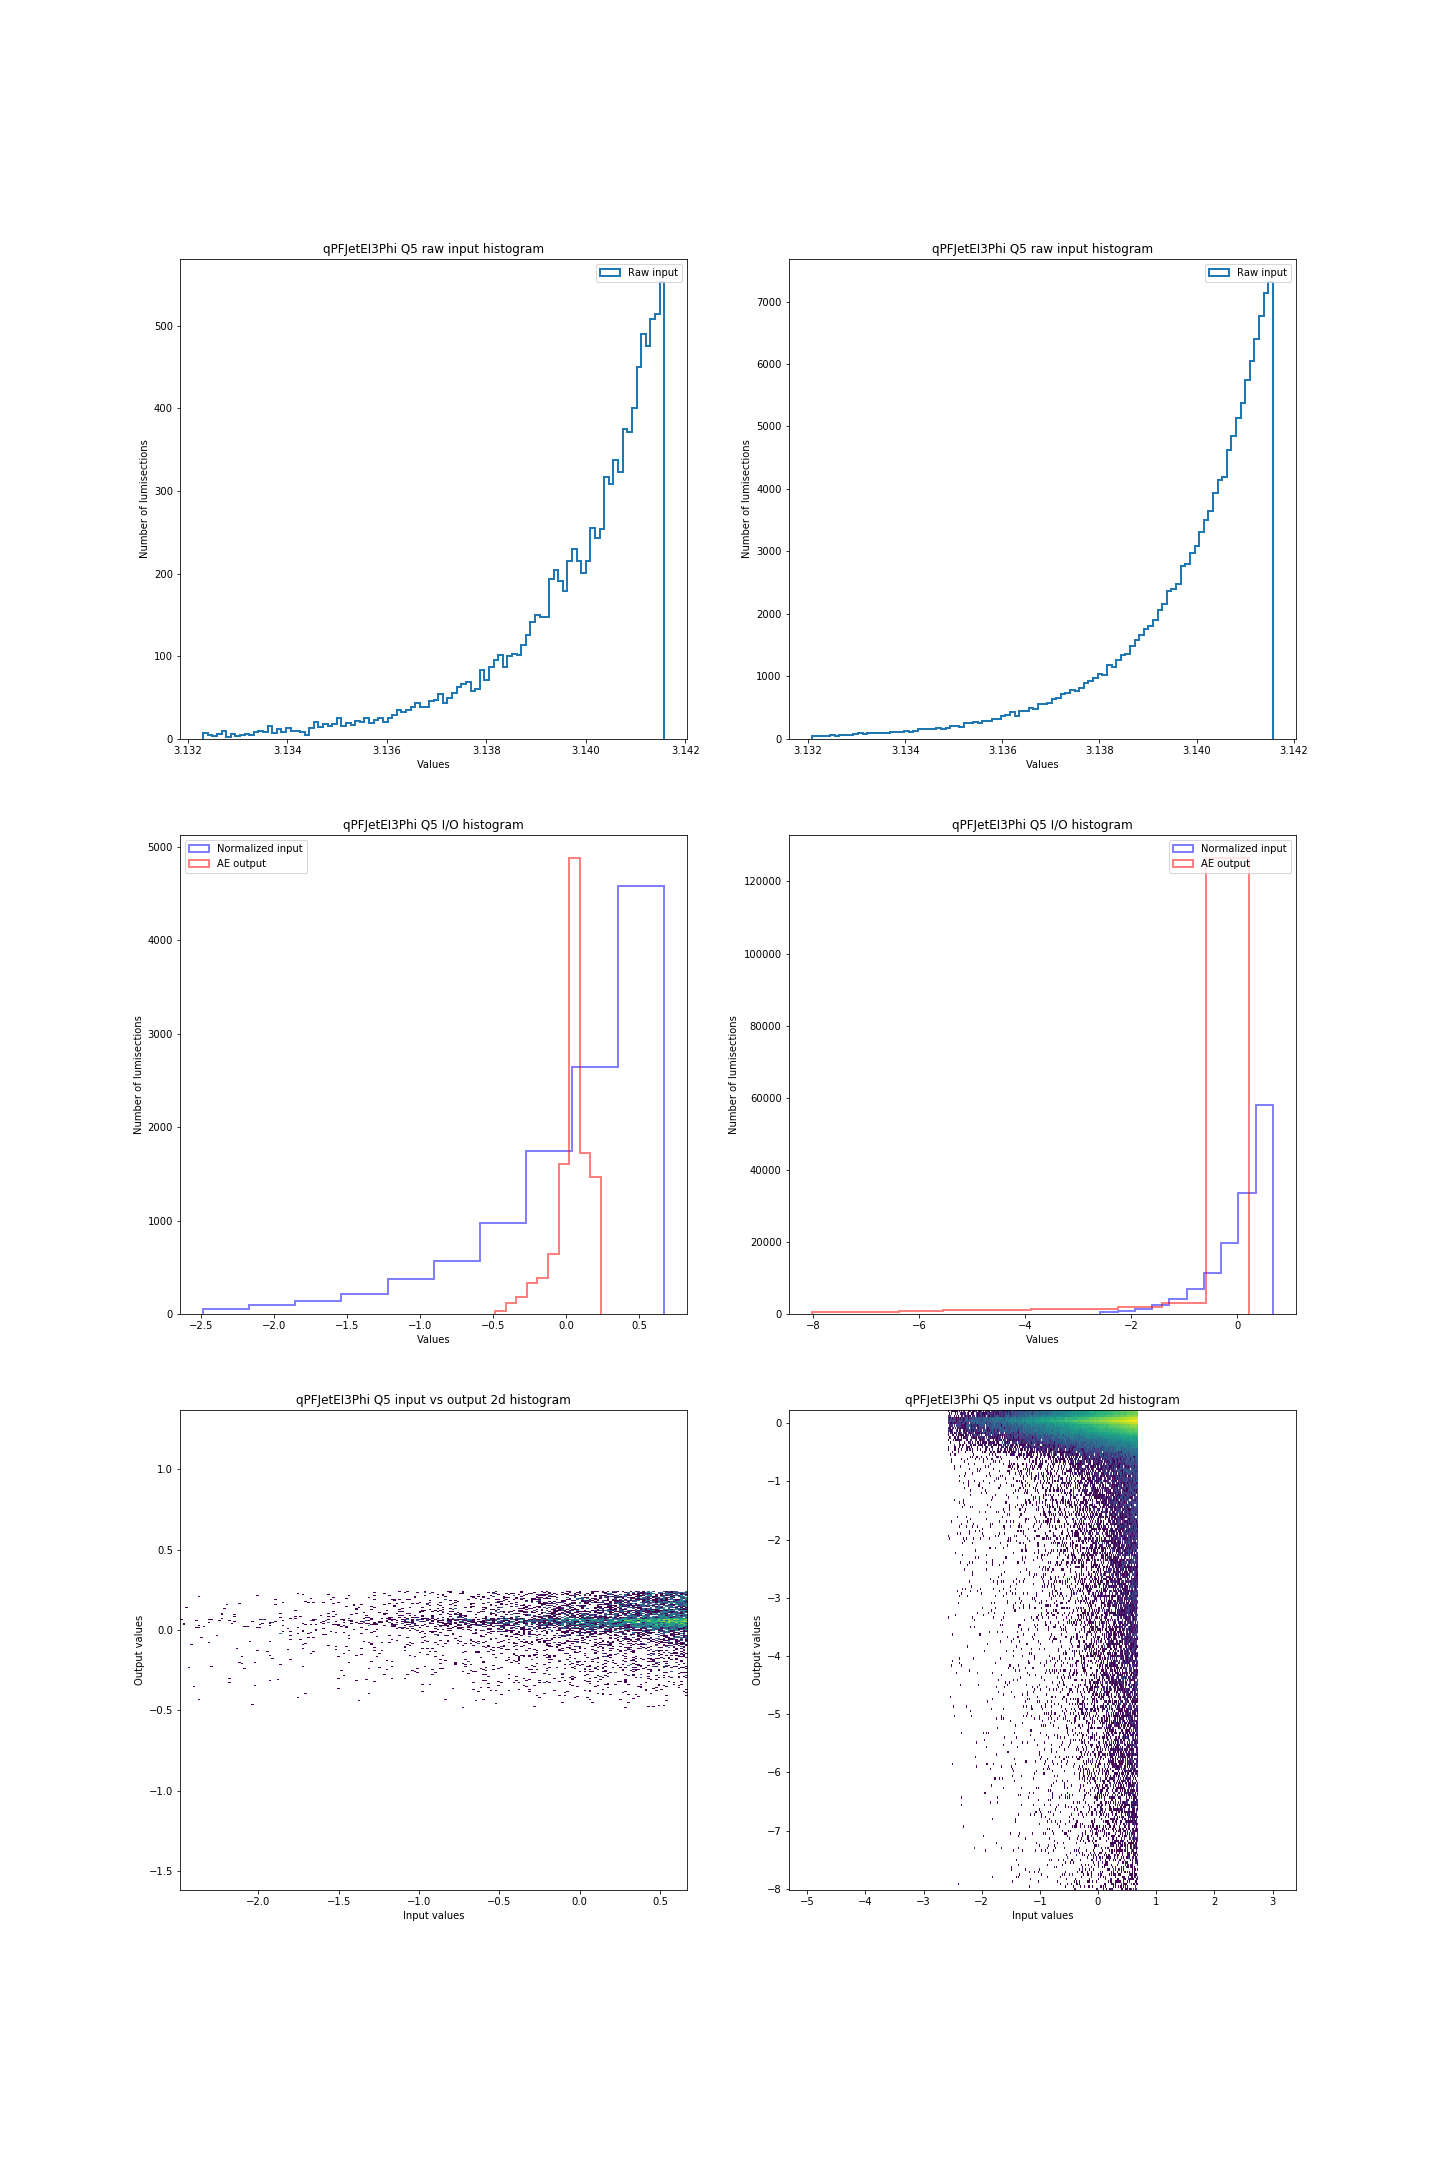 qPFJetEI3Phi Q5 raw input histogram
Raw input
Number of lumisections
500
400
300
200
100
0
3.132 3.134 3.136 3.138 3.140 3.142
Values
qPFJetEI3Phi Q5 raw input histogram
Raw input
Number of lumisections
7000
6000
5000
4000
3000
2000
1000
0
3.132 3.134 3.136 3.138 3.140 3.142
Values
qPFJetEI3Phi Q5 I/O histogram
Normalized input
AE output
Number of lumisections
5000
4000
3000
2000
1000
0
−2.5 −2.0 −1.5 −1.0 −0.5 0.0 0.5
Values
qPFJetEI3Phi Q5 I/O histogram
Normalized input
AE output
Number of lumisections
120000
100000
80000
60000
40000
20000
0
−8 −6 −4 −2 0
Values
qPFJetEI3Phi Q5 input vs output 2d histogram
Output values
1.0
0.5
0.0
−0.5
−1.0
−1.5
−2.0 −1.5 −1.0 −0.5 0.0 0.5
Input values
qPFJetEI3Phi Q5 input vs output 2d histogram
Output values
0
−1
−2
−3
−4
−5
−6
−7
−8
−5 −4 −3 −2 −1 0 1 2 3
Input values